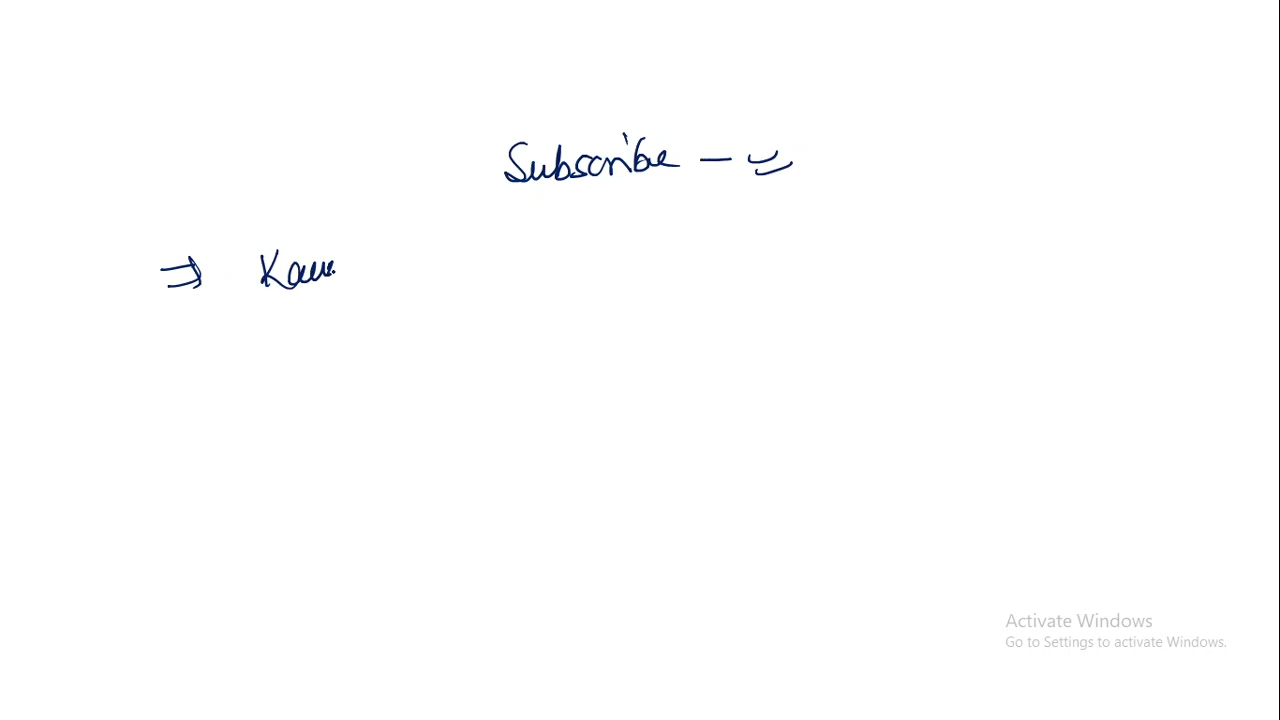 Subscribe –
⇒
Activate Windows
Go to Settings to activate Windows.